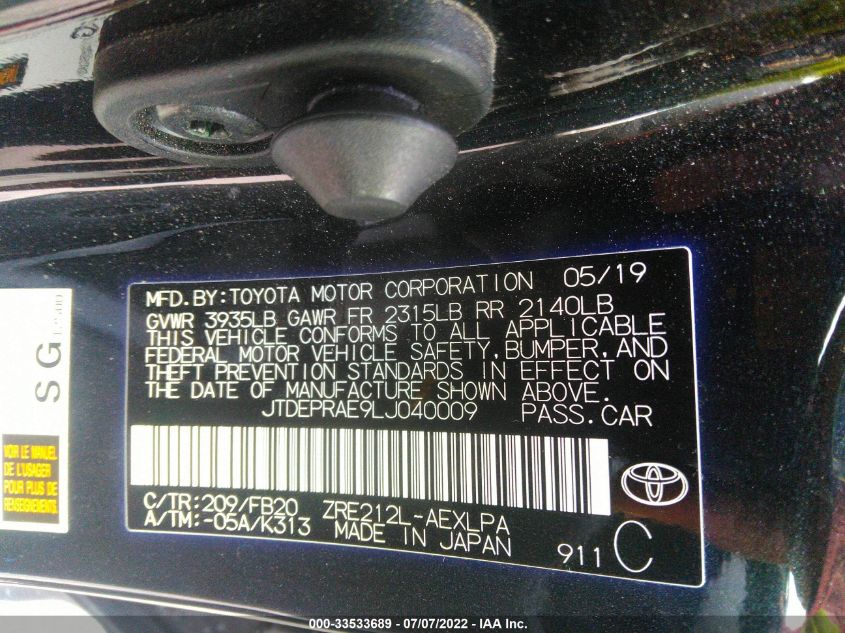 MFD.BY:TOYOTA MOTOR CORPORATION 05/19
GVWR 3935LB GAWR FR 2315LB RR 2140LB
THIS VEHICLE CONFORMS TO ALL APPLICABLE
FEDERAL MOTOR VEHICLE SAFETY,BUMPER,AND
THEFT PREVENTION STANDARDS IN EFFECT ON
THE DATE OF MANUFACTURE SHOWN ABOVE.
JTDEPRAE9LJ040009 PASS.CAR
C/TR:209/FB20 ZRE212L-AEXLPA
A/TM:-05A/K313 MADE IN JAPAN
911 C
SG
VOIR LE MANUEL
DE L'USAGER
POUR PLUS DE
RENSEIGNEMENTS.
000-33533689 - 07/07/2022 - IAA Inc.